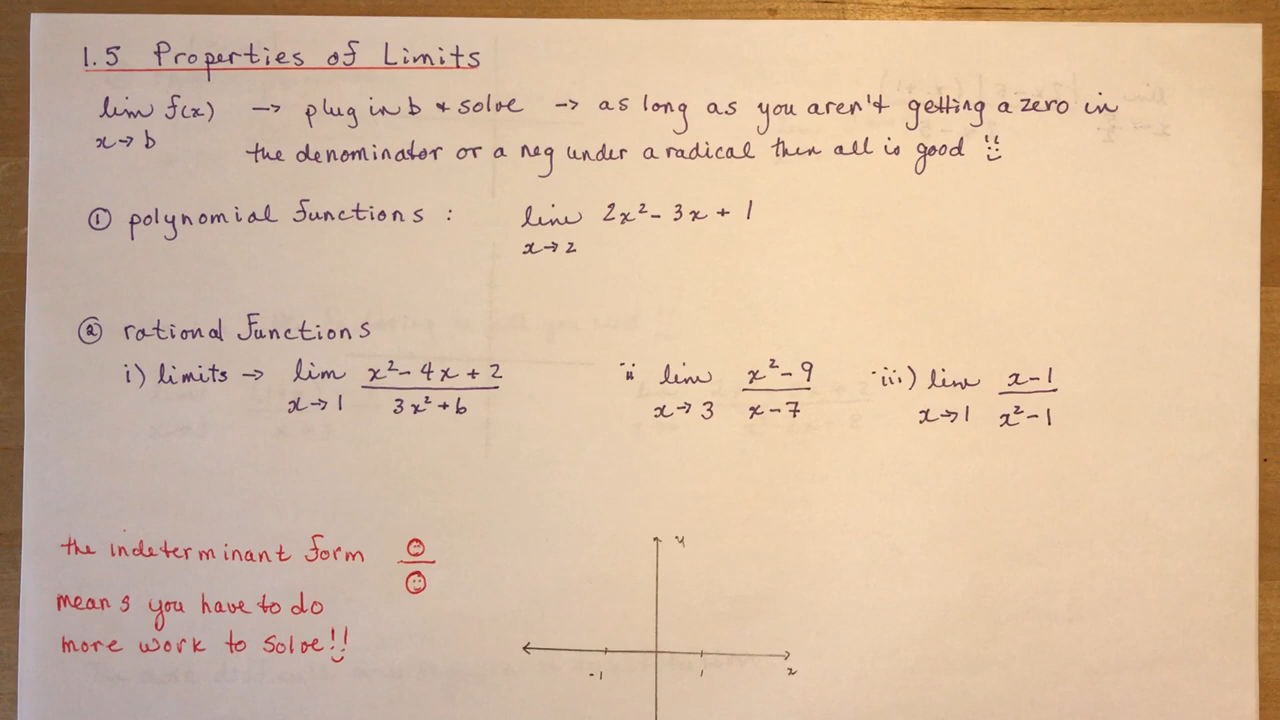 1.5 Properties of Limits
lim f(x) → plug in b & solve → as long as you aren't getting a zero in
x→b
the denominator or a neg under a radical then all is good
① polynomial functions : lim 2x² - 3x + 1
x→2
② rational functions
i) limits → lim x² - 4x + 2 / 3x² + 6 ii lim x² - 9 / x - 7 iii) lim x - 1 / x² - 1
x→1 x→3 x→1
the indeterminant form
means you have to do
more work to solve!!
y
-1 1 x